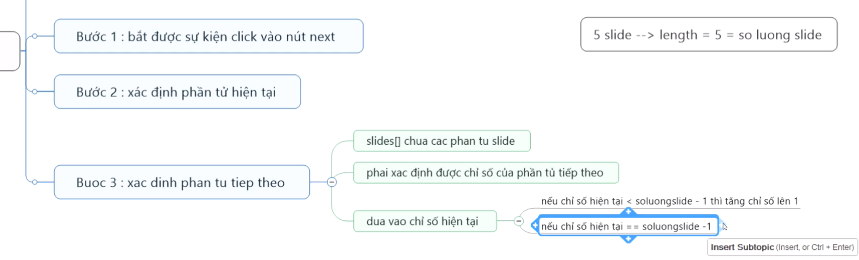 Bước 1 : bắt được sự kiện click vào nút next
5 slide --> length = 5 = so luong slide
Bước 2 : xác định phần tử hiện tại
slides[] chua cac phan tu slide
Buoc 3 : xac dinh phan tu tiep theo
phai xac định được chỉ số của phần tủ tiếp theo
nếu chỉ số hiện tại < soluongslide - 1 thì tăng chỉ số lên 1
dua vao chỉ số hiện tại
nếu chỉ số hiện tại == soluongslide -1
Insert Subtopic (Insert, or Ctrl + Enter)